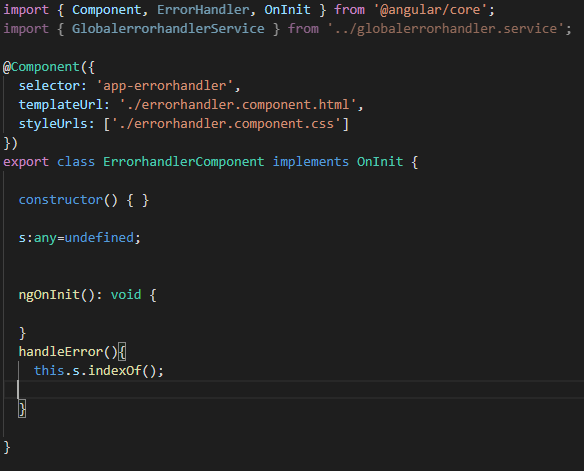 import { Component, ErrorHandler, OnInit } from '@angular/core';
import { GlobalerrorhandlerService } from '../globalerrorhandler.service';
@Component({
  selector: 'app-errorhandler',
  templateUrl: './errorhandler.component.html',
  styleUrls: ['./errorhandler.component.css']
})
export class ErrorhandlerComponent implements OnInit {
  constructor() { }
  s:any=undefined;
  ngOnInit(): void {
  }
  handleError(){
    this.s.indexOf();
  }
}